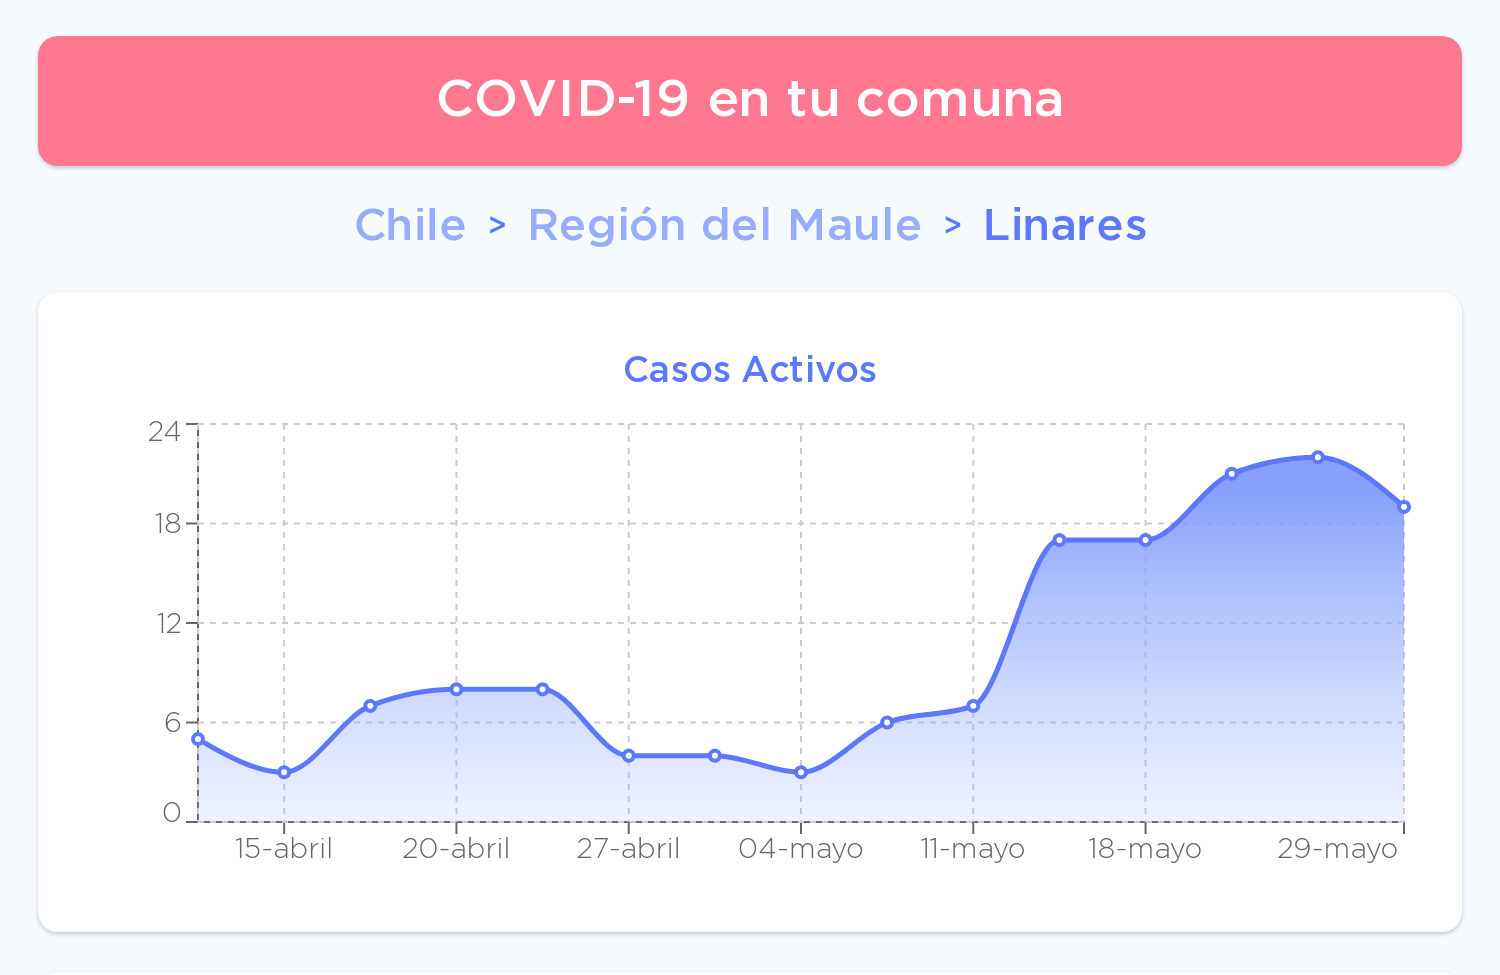 COVID-19 en tu comuna
Chile > Región del Maule > Linares
Casos Activos
24
18
12
6
0
15-abril 20-abril 27-abril 04-mayo 11-mayo 18-mayo 29-mayo